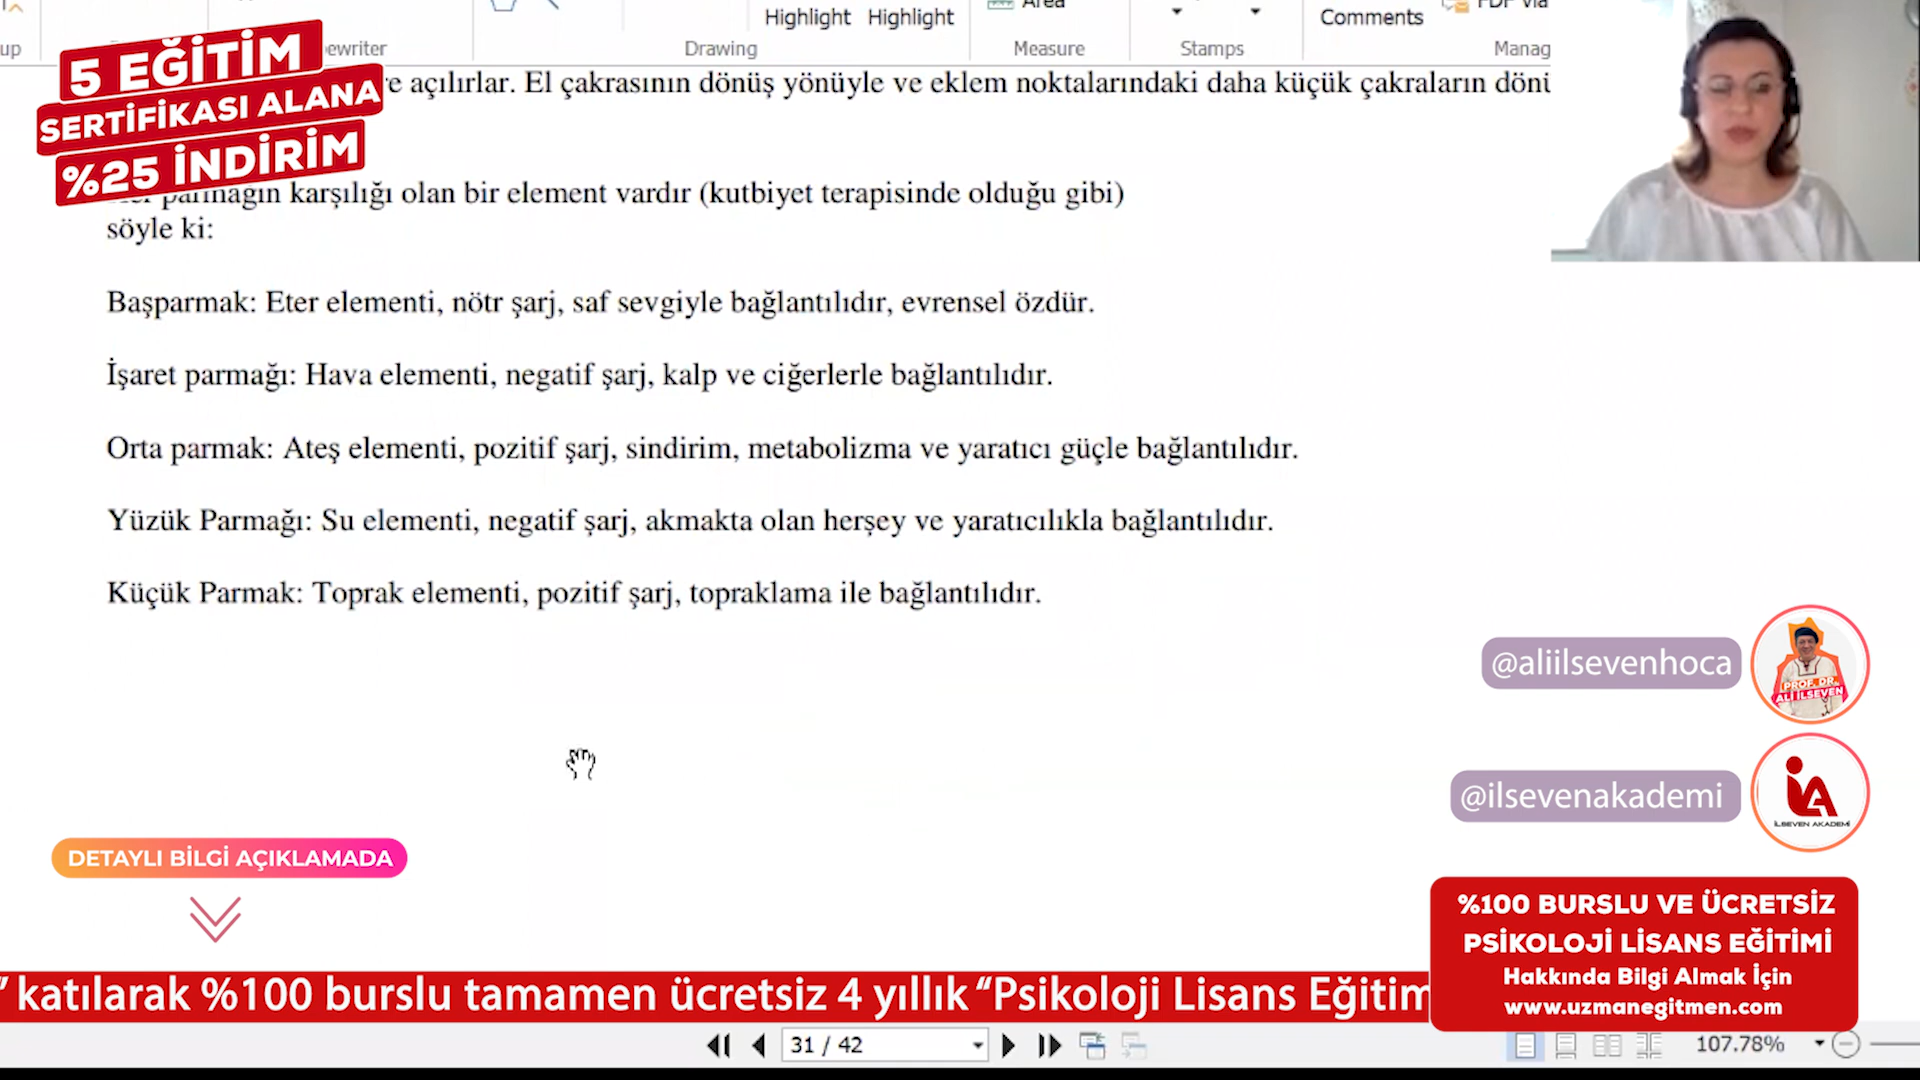 Highlight Highlight
Area
Comments
PDF via
up
ewriter
Drawing
Measure
Stamps
Manag
5 EĞİTİM
SERTİFİKASI ALANA
%25 İNDİRİM
re açılırlar. El çakrasının dönüş yönüyle ve eklem noktalarındaki daha küçük çakraların dönü
parmağın karşılığı olan bir element vardır (kutbiyet terapisinde olduğu gibi)
söyle ki:
Başparmak: Eter elementi, nötr şarj, saf sevgiyle bağlantılıdır, evrensel özdür.
İşaret parmağı: Hava elementi, negatif şarj, kalp ve ciğerlerle bağlantılıdır.
Orta parmak: Ateş elementi, pozitif şarj, sindirim, metabolizma ve yaratıcı güçle bağlantılıdır.
Yüzük Parmağı: Su elementi, negatif şarj, akmakta olan herşey ve yaratıcılıkla bağlantılıdır.
Küçük Parmak: Toprak elementi, pozitif şarj, topraklama ile bağlantılıdır.
@aliilsevenhoca
PROF. DR.
ALİ İLSEVEN
@ilsevenakademi
İLSEVEN AKADEMİ
DETAYLI BİLGİ AÇIKLAMADA
%100 BURSLU VE ÜCRETSİZ
PSİKOLOJİ LİSANS EĞİTİMİ
Hakkında Bilgi Almak İçin
www.uzmanegitmen.com
” katılarak %100 burslu tamamen ücretsiz 4 yıllık “Psikoloji Lisans Eğitim
31 / 42
107.78%